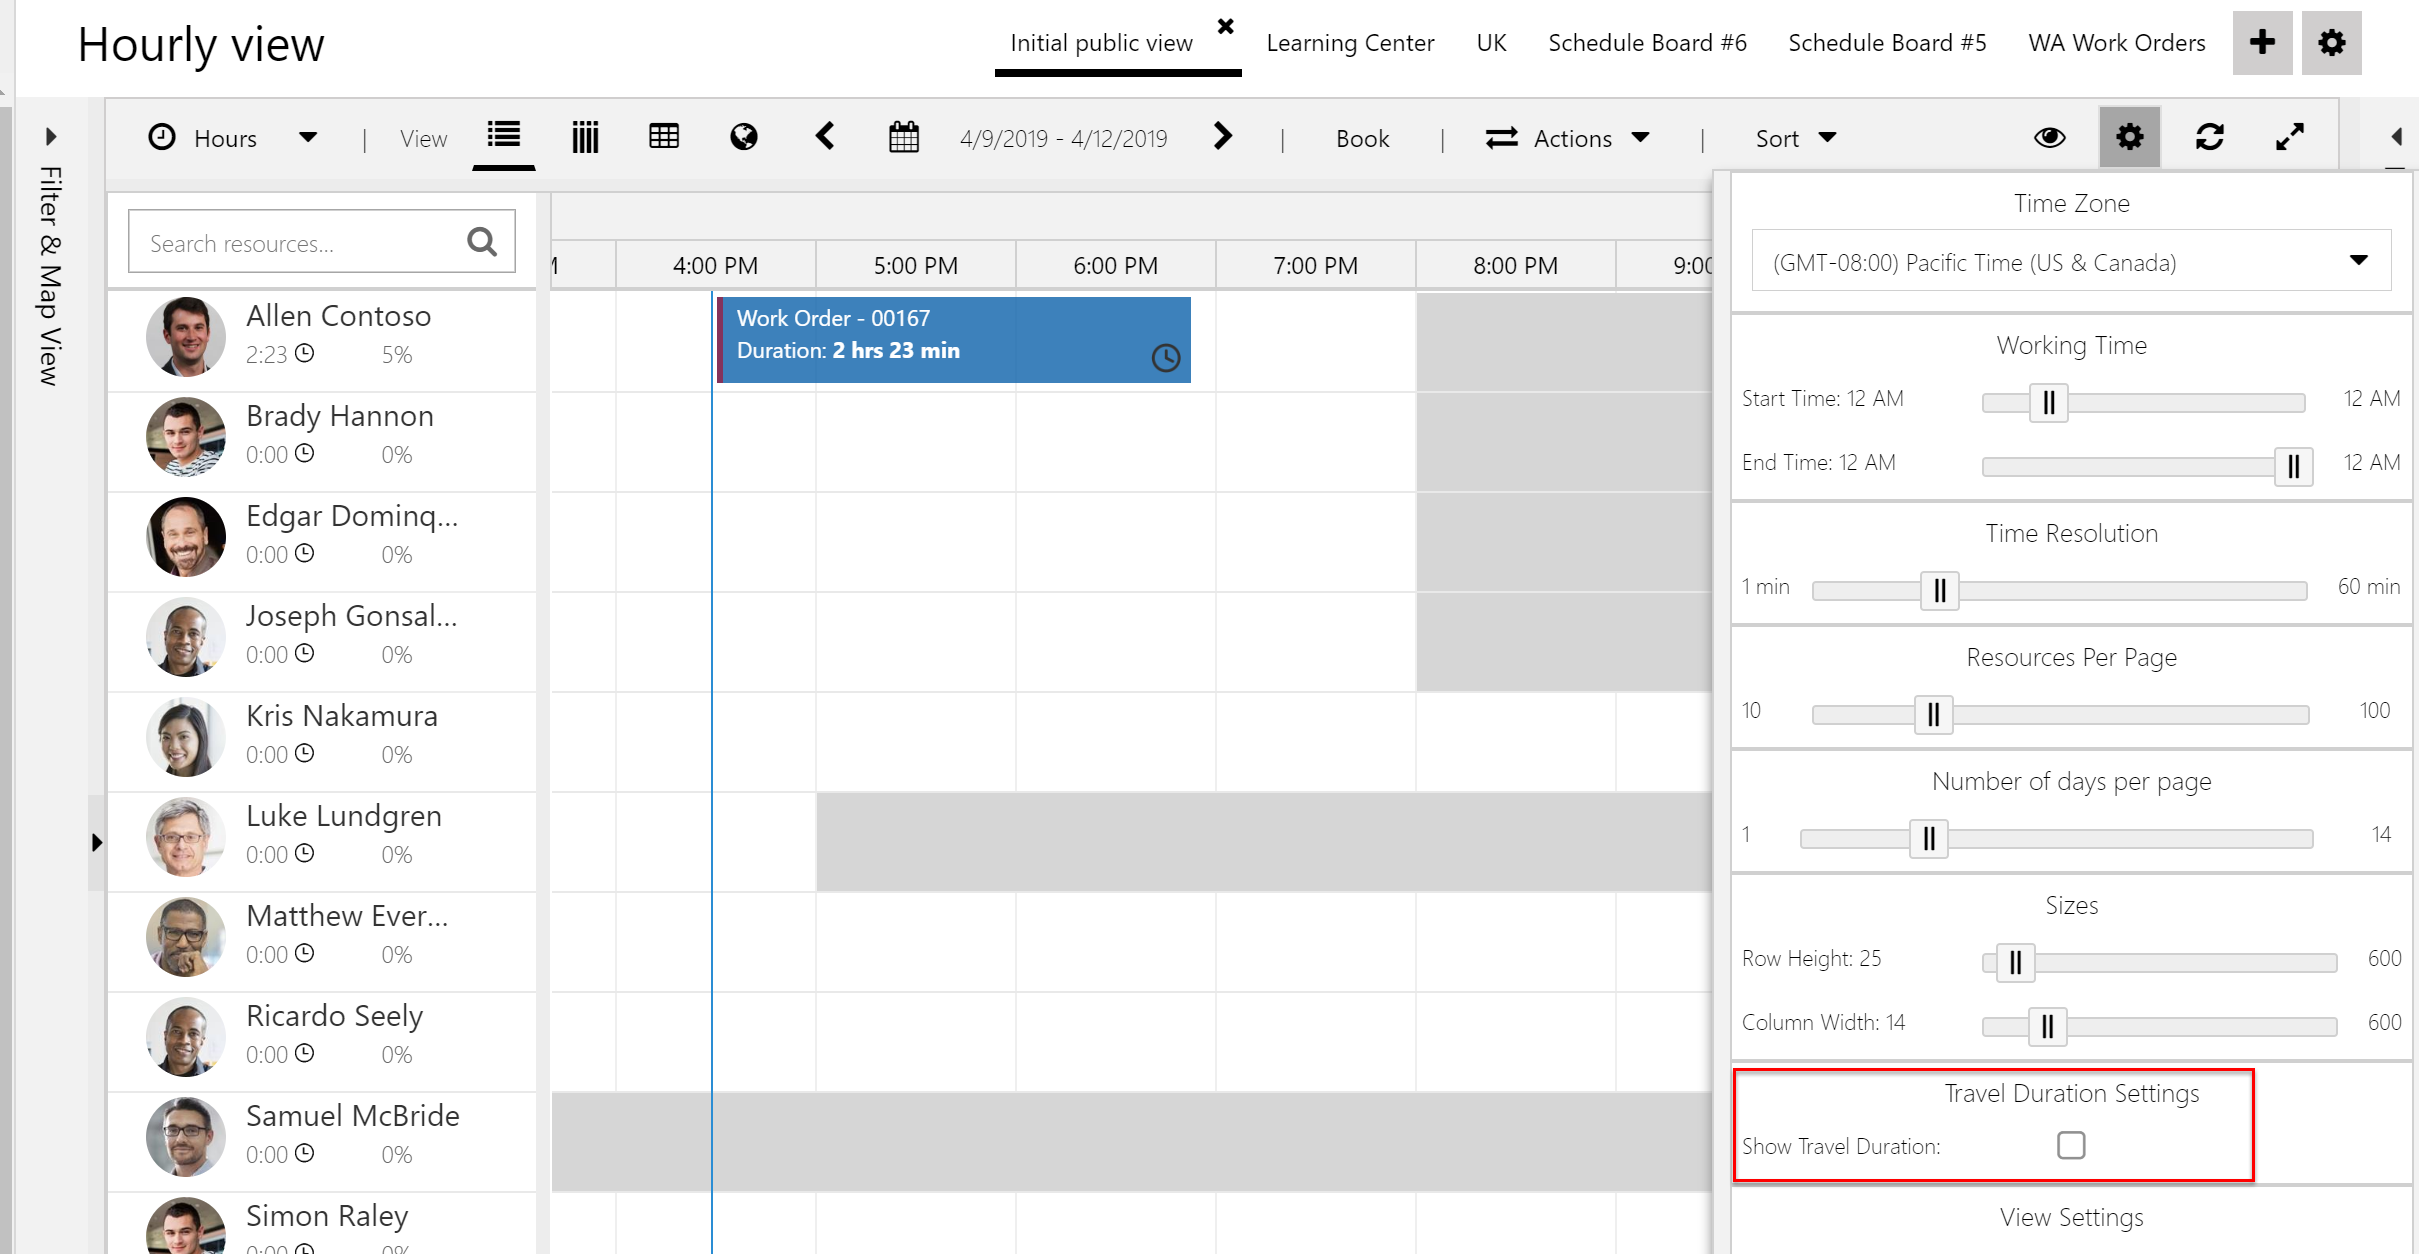 Hourly view
Initial public view
Learning Center
UK
Schedule Board #6
Schedule Board #5
WA Work Orders
Filter & Map View
Hours
| View
4/9/2019 - 4/12/2019
| Book
| Actions
| Sort
Search resources...
4:00 PM
5:00 PM
6:00 PM
7:00 PM
8:00 PM
Allen Contoso
2:23 5%
Work Order - 00167
Duration: 2 hrs 23 min
Brady Hannon
0:00 0%
Edgar Dominq...
0:00 0%
Joseph Gonsal...
0:00 0%
Kris Nakamura
0:00 0%
Luke Lundgren
0:00 0%
Matthew Ever...
0:00 0%
Ricardo Seely
0:00 0%
Samuel McBride
0:00 0%
Simon Raley
0:00 0%
Time Zone
(GMT-08:00) Pacific Time (US & Canada)
Working Time
Start Time: 12 AM 12 AM
End Time: 12 AM 12 AM
Time Resolution
1 min 60 min
Resources Per Page
10 100
Number of days per page
1 14
Sizes
Row Height: 25 600
Column Width: 14 600
Travel Duration Settings
Show Travel Duration:
View Settings